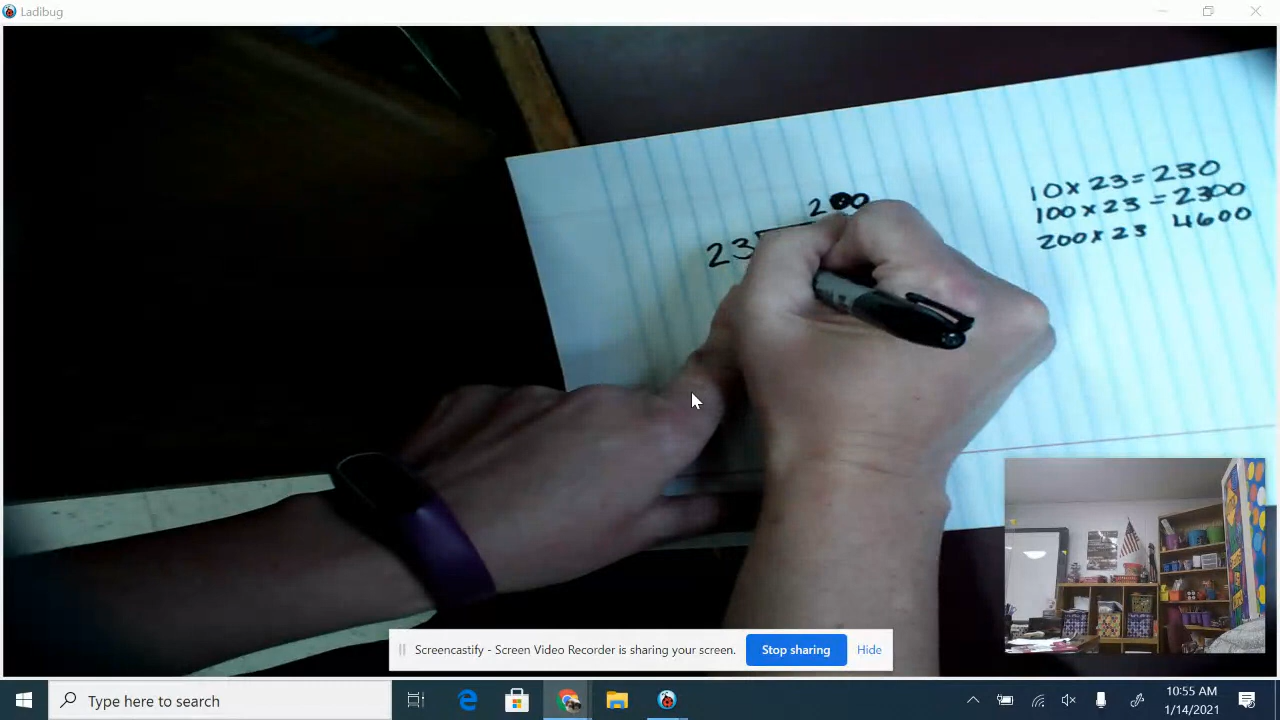 Ladibug
10 x 23 = 230
100 x 23 = 2300
200 x 23 4600
200
23
Screencastify - Screen Video Recorder is sharing your screen.
Stop sharing
Hide
Type here to search
10:55 AM
1/14/2021